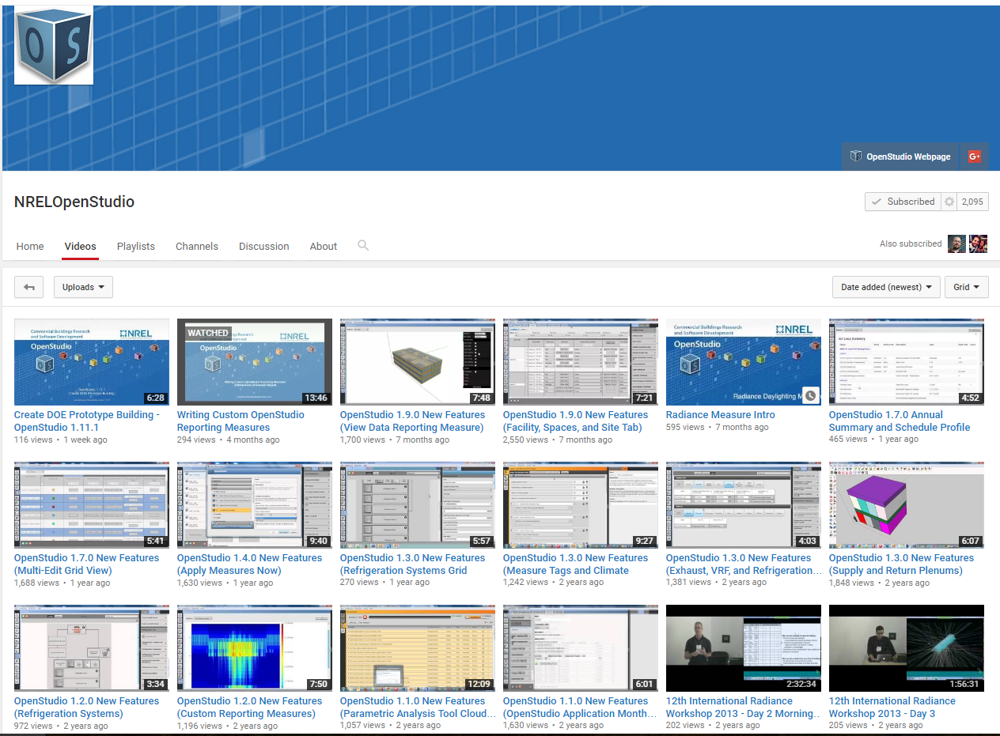 OS
OpenStudio Webpage G+
NRELOpenStudio
Subscribed 2,095
Home Videos Playlists Channels Discussion About
Also subscribed
Uploads
Date added (newest) Grid
Commercial Buildings Research
and Software Development
NREL
OpenStudio
6:28
Create DOE Prototype Building -
OpenStudio 1.11.1
116 views • 1 week ago
WATCHED
NREL
OpenStudio
13:46
Writing Custom OpenStudio
Reporting Measures
294 views • 4 months ago
7:48
OpenStudio 1.9.0 New Features
(View Data Reporting Measure)
1,700 views • 7 months ago
7:21
OpenStudio 1.9.0 New Features
(Facility, Spaces, and Site Tab)
2,550 views • 7 months ago
Commercial Buildings Research
and Software Development
NREL
OpenStudio
Radiance Daylighting M
Radiance Measure Intro
595 views • 7 months ago
Air Loop Summary
4:52
OpenStudio 1.7.0 Annual
Summary and Schedule Profile
465 views • 1 year ago
5:41
OpenStudio 1.7.0 New Features
(Multi-Edit Grid View)
1,688 views • 1 year ago
9:40
OpenStudio 1.4.0 New Features
(Apply Measures Now)
1,630 views • 1 year ago
5:57
OpenStudio 1.3.0 New Features
(Refrigeration Systems Grid
270 views • 1 year ago
9:27
OpenStudio 1.3.0 New Features
(Measure Tags and Climate
1,242 views • 2 years ago
4:03
OpenStudio 1.3.0 New Features
(Exhaust, VRF, and Refrigeration...
1,381 views • 2 years ago
6:07
OpenStudio 1.3.0 New Features
(Supply and Return Plenums)
1,848 views • 2 years ago
3:34
OpenStudio 1.2.0 New Features
(Refrigeration Systems)
972 views • 2 years ago
7:50
OpenStudio 1.2.0 New Features
(Custom Reporting Measures)
1,196 views • 2 years ago
12:09
OpenStudio 1.1.0 New Features
(Parametric Analysis Tool Cloud...
1,057 views • 2 years ago
6:01
OpenStudio 1.1.0 New Features
(OpenStudio Application Month...
1,630 views • 2 years ago
2:32:34
12th International Radiance
Workshop 2013 - Day 2 Morning...
202 views • 2 years ago
1:56:31
12th International Radiance
Workshop 2013 - Day 3
205 views • 2 years ago